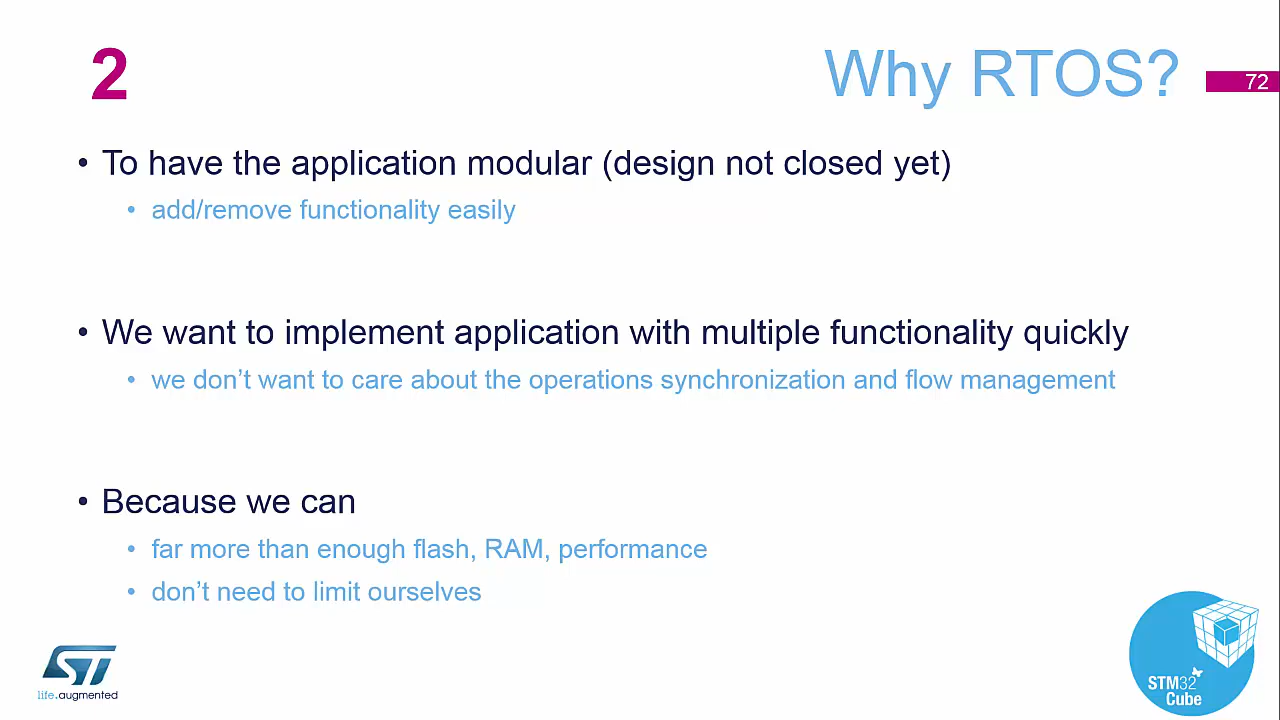 2
Why RTOS?
72
• To have the application modular (design not closed yet)
• add/remove functionality easily
• We want to implement application with multiple functionality quickly
• we don’t want to care about the operations synchronization and flow management
• Because we can
• far more than enough flash, RAM, performance
• don’t need to limit ourselves
ST
life.augmented
STM32
Cube